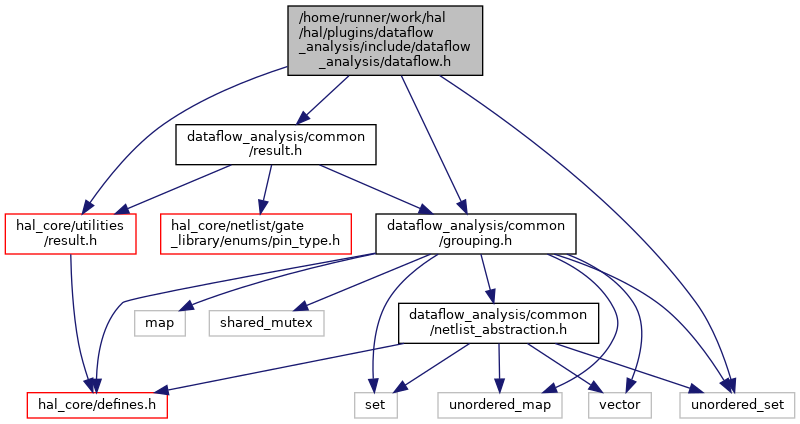 /home/runner/work/hal
/hal/plugins/dataflow
_analysis/include/dataflow
_analysis/dataflow.h
dataflow_analysis/common
/result.h
hal_core/utilities
/result.h
hal_core/netlist/gate
_library/enums/pin_type.h
dataflow_analysis/common
/grouping.h
map
shared_mutex
dataflow_analysis/common
/netlist_abstraction.h
hal_core/defines.h
set
unordered_map
vector
unordered_set